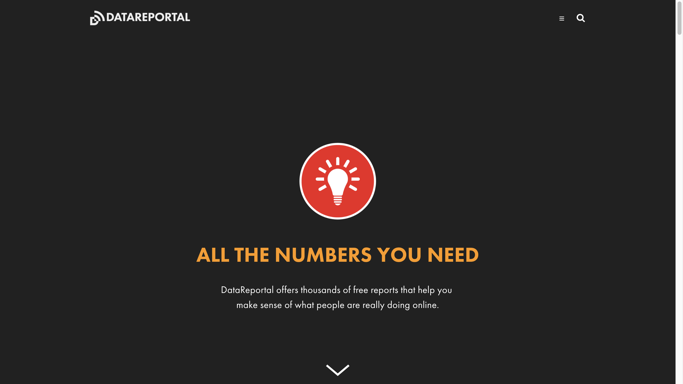 DATAREPORTAL
ALL THE NUMBERS YOU NEED
DataReportal offers thousands of free reports that help you
make sense of what people are really doing online.